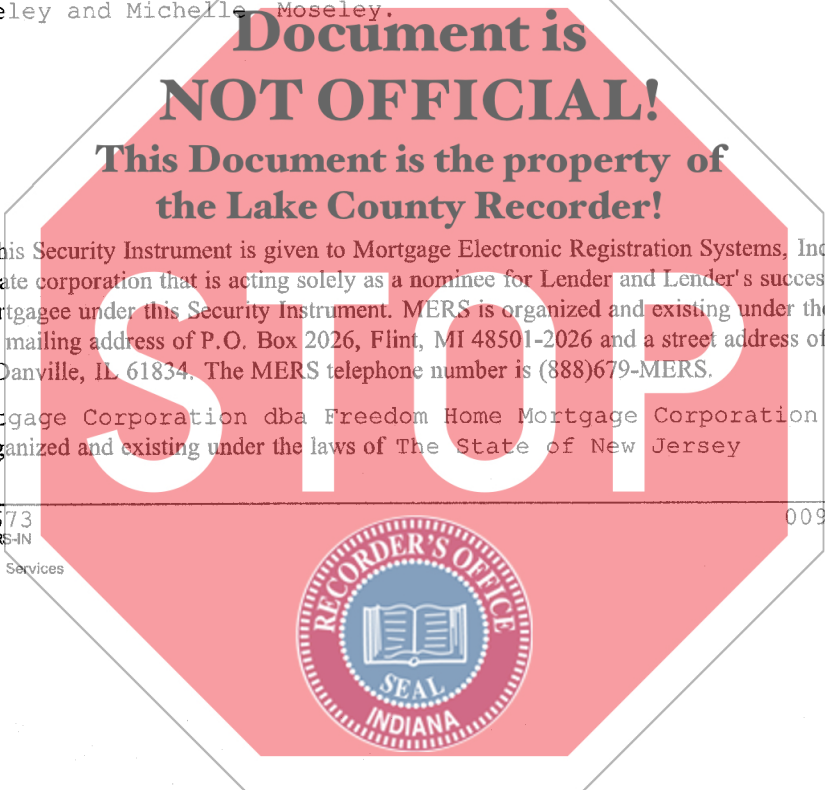 eley and Michelle Moseley.
Document is
NOT OFFICIAL!
This Document is the property of
the Lake County Recorder!
his Security Instrument is given to Mortgage Electronic Registration Systems, Inc
ate corporation that is acting solely as a nominee for Lender and Lender's succes
rtgagee under this Security Instrument. MERS is organized and existing under the
mailing address of P.O. Box 2026, Flint, MI 48501-2026 and a street address of
Danville, IL 61834. The MERS telephone number is (888)679-MERS.
STOP
tgage Corporation dba Freedom Home Mortgage Corporation
ganized and existing under the laws of The State of New Jersey
573 009
RS-IN
Services
RECORDER'S OFFICE
SEAL
INDIANA